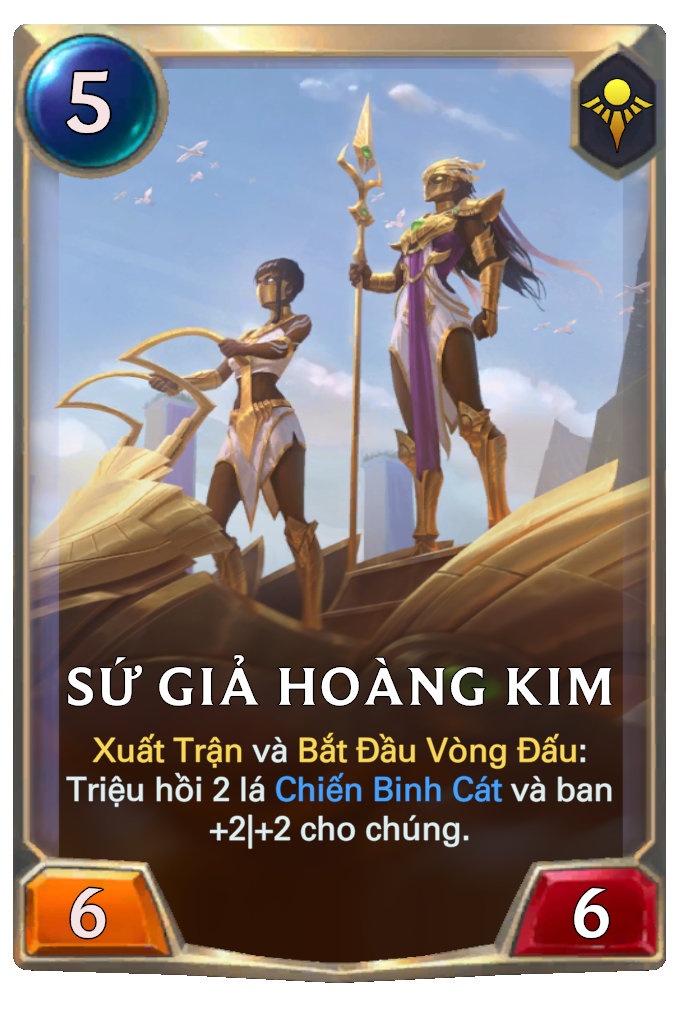 5
SỨ GIẢ HOÀNG KIM
Xuất Trận và Bắt Đầu Vòng Đấu:
Triệu hồi 2 lá Chiến Binh Cát và ban
+2|+2 cho chúng.
6
6